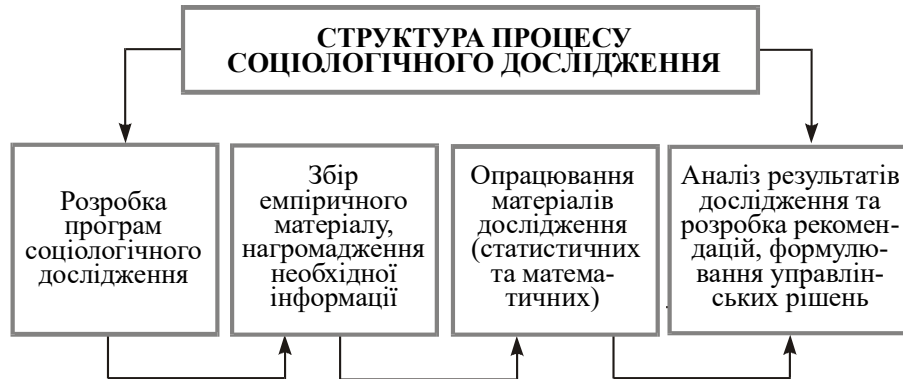 СТРУКТУРА ПРОЦЕСУ
СОЦІОЛОГІЧНОГО ДОСЛІДЖЕННЯ
Розробка
програм
соціологічного
дослідження
Збір
емпіричного
матеріалу,
нагромадження
необхідної
інформації
Опрацювання
матеріалів
дослідження
(статистичних
та матема-
тичних)
Аналіз результатів
дослідження та
розробка рекомен-
дацій, формулю-
вання управлін-
ських рішень